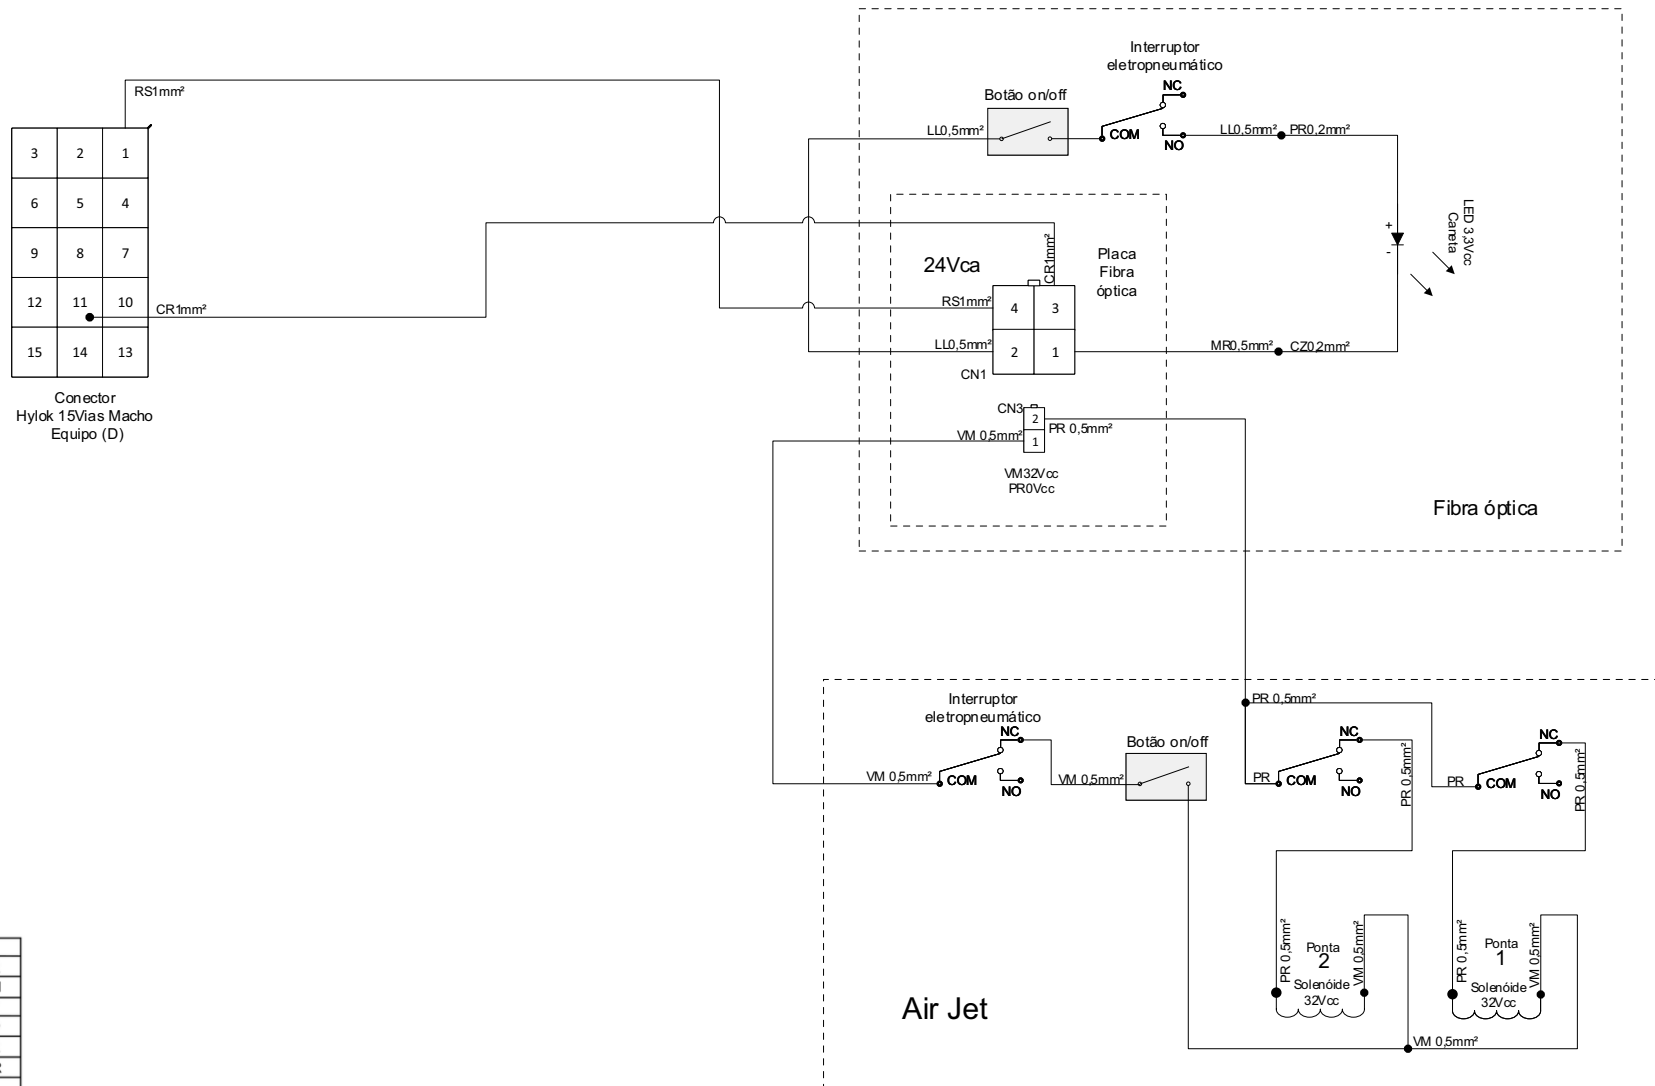 Interruptor
eletropneumático
NC
Botão on/off
LL0,5mm²
COM
NO
LL0,5mm²
PR0,2mm²
RS1mm²
3 2 1
6 5 4
9 8 7
12 11 10
15 14 13
CR1mm²
Conector
Hylok 15Vias Macho
Equipo (D)
24Vca
CR1mm²
Placa
Fibra
óptica
RS1mm²
4 3
LL0,5mm²
2 1
CN1
MR0,5mm²
CZ0,2mm²
+
-
LED 3,3Vcc
Caneta
CN3
2
PR 0,5mm²
VM 0,5mm²
1
VM32Vcc
PR0Vcc
Fibra óptica
Interruptor
eletropneumático
NC
VM 0,5mm²
COM
NO
VM 0,5mm²
Botão on/off
PR 0,5mm²
NC
PR
COM
NO
PR 0,5mm²
NC
PR
COM
NO
PR 0,5mm²
PR 0,5mm²
Ponta
2
Solenóide
32Vcc
VM 0,5mm²
PR 0,5mm²
Ponta
1
Solenóide
32Vcc
VM 0,5mm²
VM 0,5mm²
Air Jet